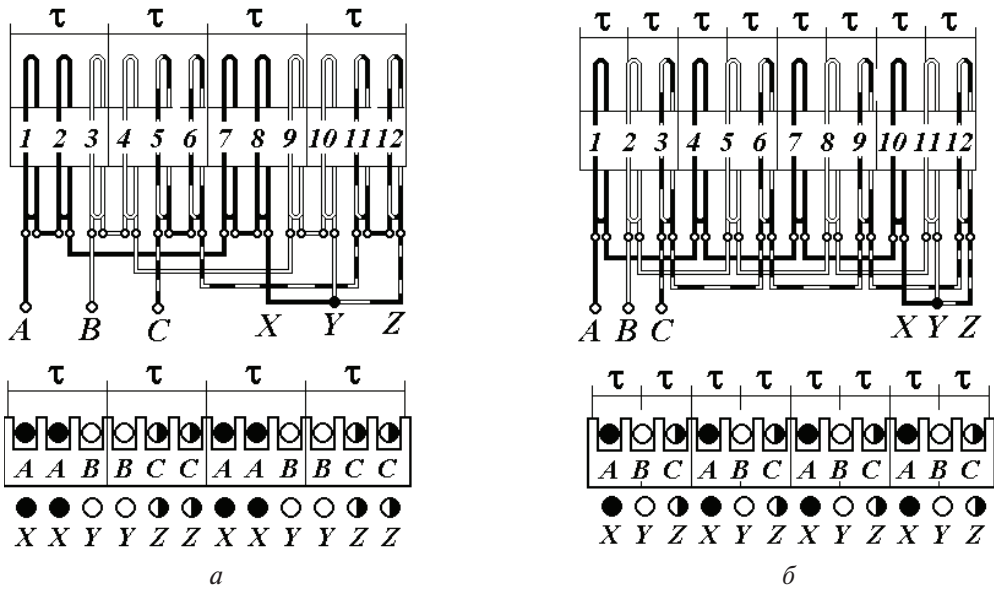 τ τ τ τ
1 2 3 4 5 6 7 8 9 10 11 12
A B C X Y Z
τ τ τ τ
A A B B C C A A B B C C
X X Y Y Z Z X X Y Y Z Z
а
τ τ τ τ τ τ τ τ
1 2 3 4 5 6 7 8 9 10 11 12
A B C X Y Z
τ τ τ τ τ τ τ τ
A B C A B C A B C A B C
X Y Z X Y Z X Y Z X Y Z
б